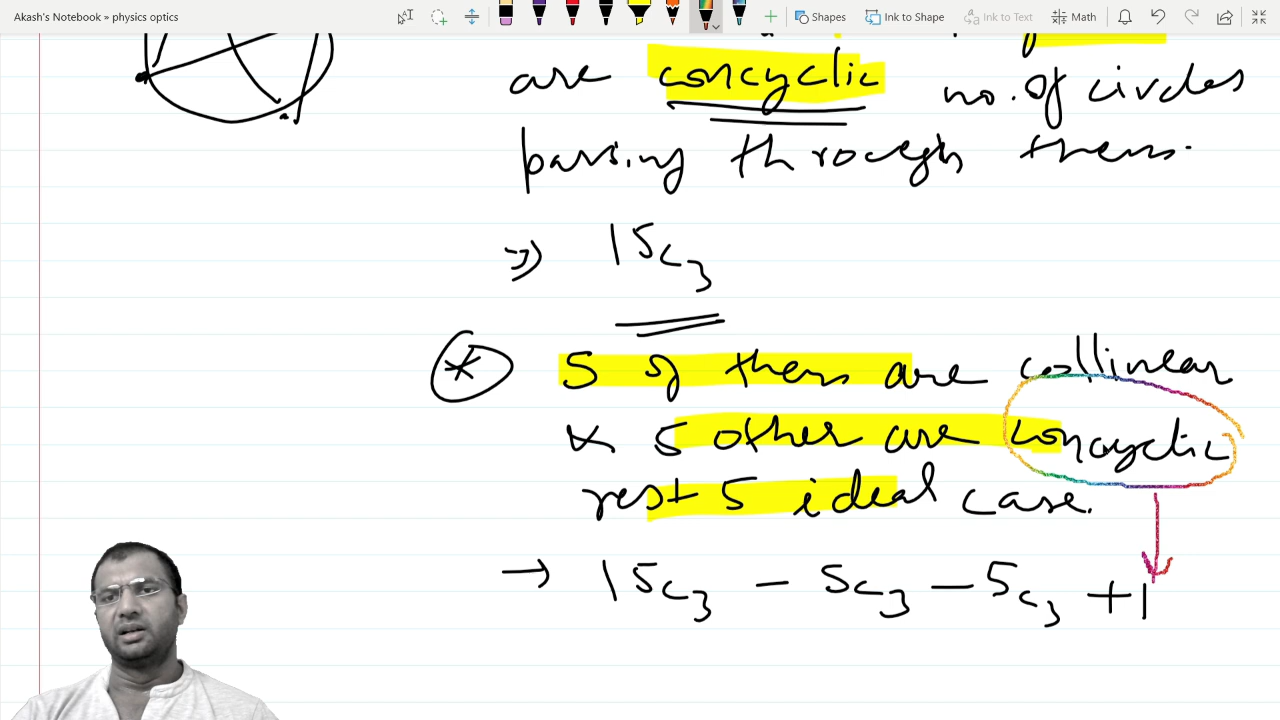 Akash's Notebook » physics optics
Shapes Ink to Shape Ink to Text Math
are concyclic no. of circles
passing through them.
⇒ 15c3
* 5 of them are collinear
& 5 other are concyclic
rest 5 ideal case.
→ 15c3 - 5c3 - 5c3 + 1